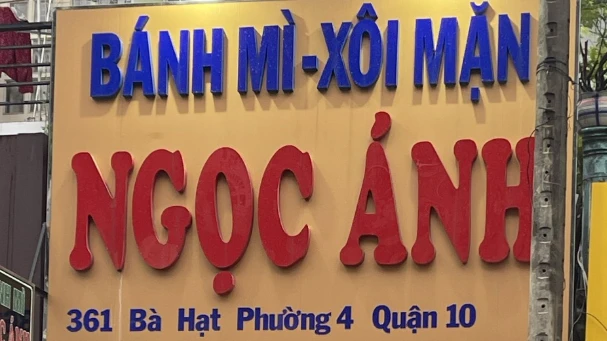 BÁNH MÌ-XÔI MẶN
NGỌC ÁNH
361 Bà Hạt Phường 4 Quận 10